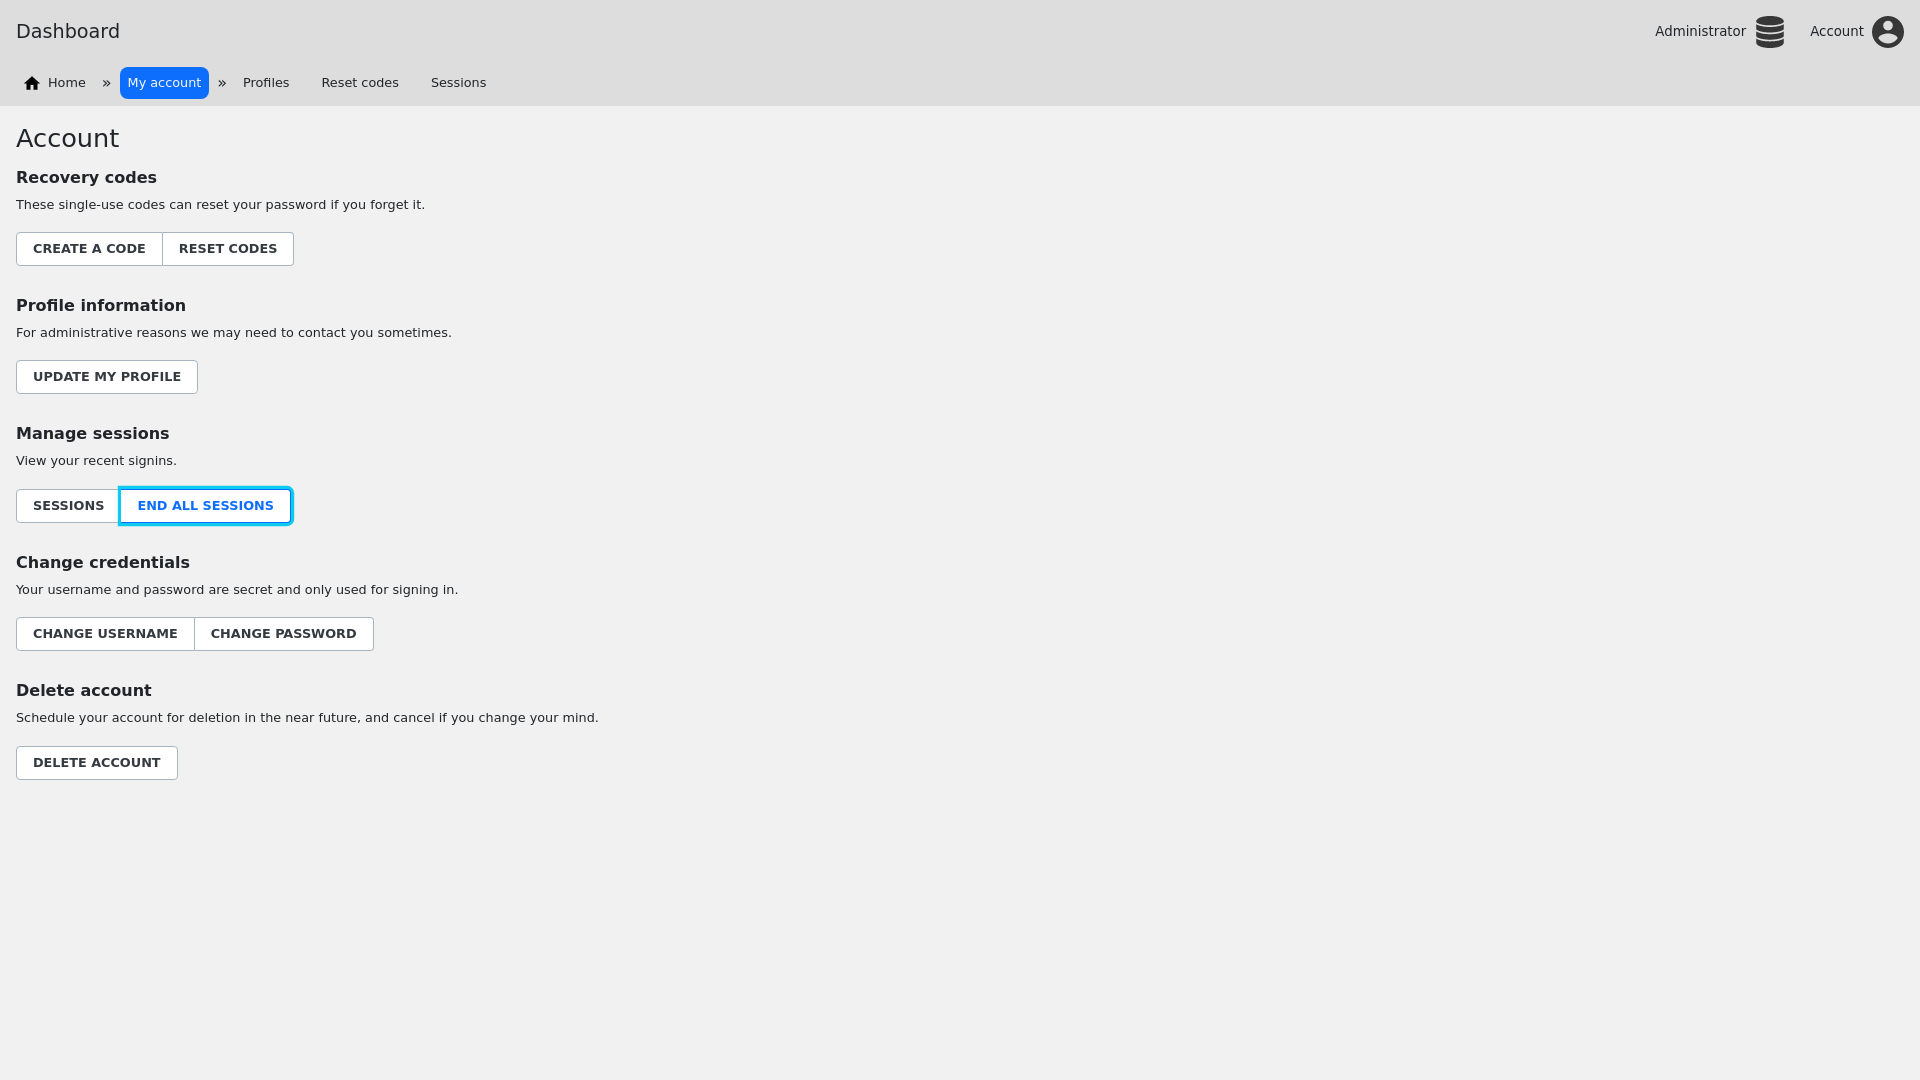 Dashboard
Administrator
Account
Home » My account » Profiles Reset codes Sessions
Account
Recovery codes
These single-use codes can reset your password if you forget it.
CREATE A CODE RESET CODES
Profile information
For administrative reasons we may need to contact you sometimes.
UPDATE MY PROFILE
Manage sessions
View your recent signins.
SESSIONS END ALL SESSIONS
Change credentials
Your username and password are secret and only used for signing in.
CHANGE USERNAME CHANGE PASSWORD
Delete account
Schedule your account for deletion in the near future, and cancel if you change your mind.
DELETE ACCOUNT